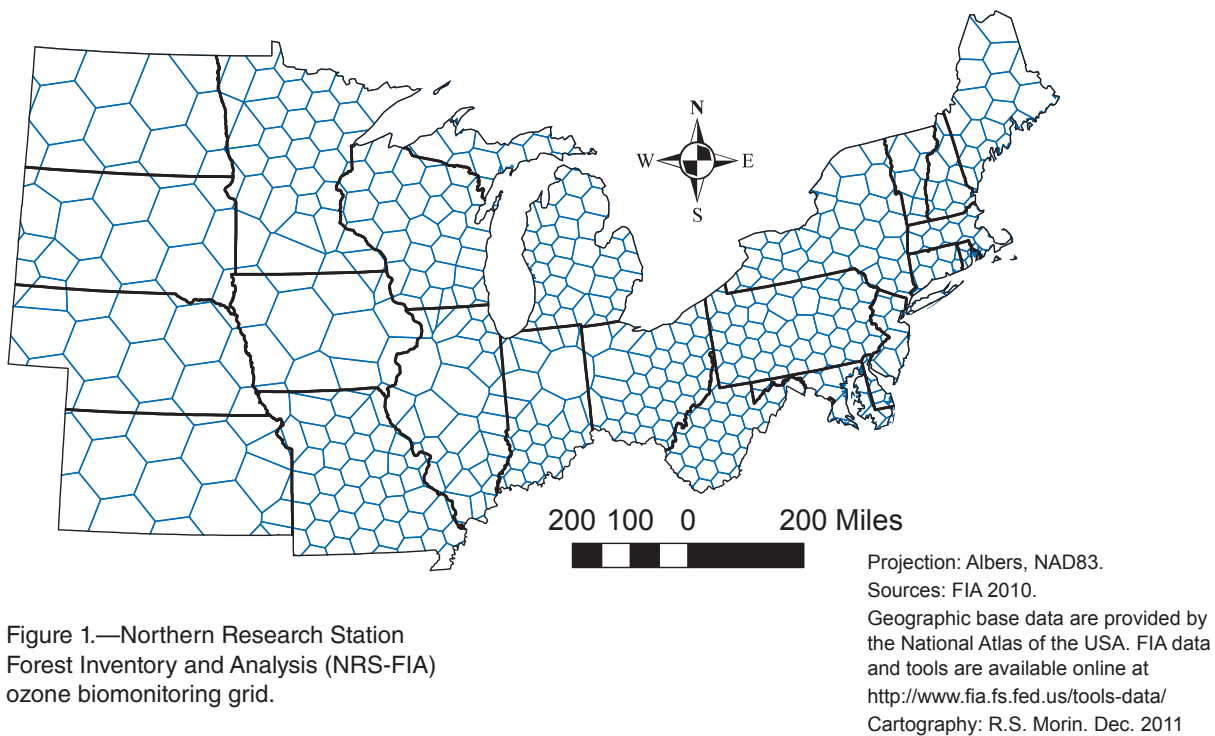 N
W E
S
200 100 0 200 Miles
Projection: Albers, NAD83.
Sources: FIA 2010.
Geographic base data are provided by
the National Atlas of the USA. FIA data
and tools are available online at
http://www.fia.fs.fed.us/tools-data/
Cartography: R.S. Morin. Dec. 2011
Figure 1.—Northern Research Station
Forest Inventory and Analysis (NRS-FIA)
ozone biomonitoring grid.